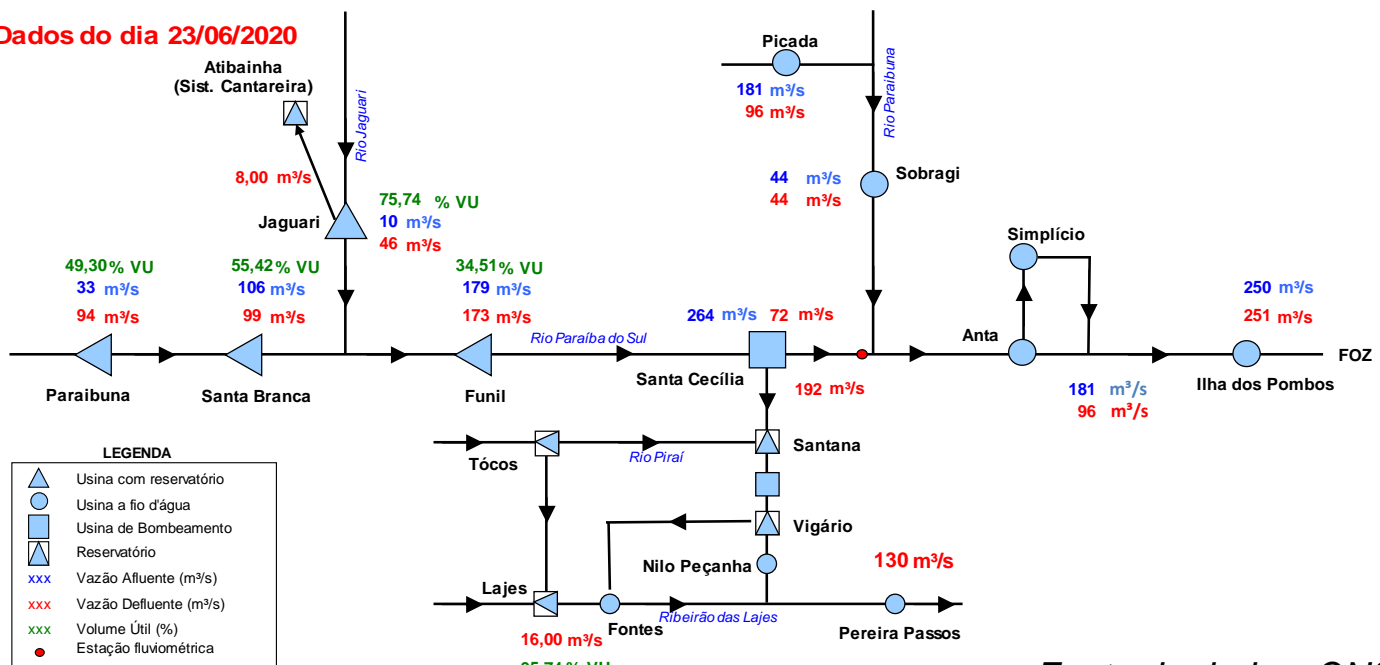 Dados do dia 23/06/2020
Picada
181 m³/s
96 m³/s
Rio Paraibuna
Atibainha
(Sist. Cantareira)
Rio Jaguari
8,00 m³/s
Jaguari
75,74 % VU
10 m³/s
46 m³/s
44 m³/s
44 m³/s
Sobragi
Simplício
49,30% VU
33 m³/s
94 m³/s
55,42% VU
106 m³/s
99 m³/s
34,51% VU
179 m³/s
173 m³/s
264 m³/s 72 m³/s
250 m³/s
251 m³/s
Rio Paraíba do Sul
Anta
FOZ
Paraibuna
Santa Branca
Funil
Santa Cecília
192 m³/s
181 m³/s
96 m³/s
Ilha dos Pombos
Tócos
Rio Piraí
Santana
Vigário
Nilo Peçanha
130 m³/s
Lajes
Fontes
Ribeirão das Lajes
Pereira Passos
16,00 m³/s
LEGENDA
Usina com reservatório
Usina a fio d'água
Usina de Bombeamento
Reservatório
xxx Vazão Afluente (m³/s)
xxx Vazão Defluente (m³/s)
xxx Volume Útil (%)
Estação fluviométrica